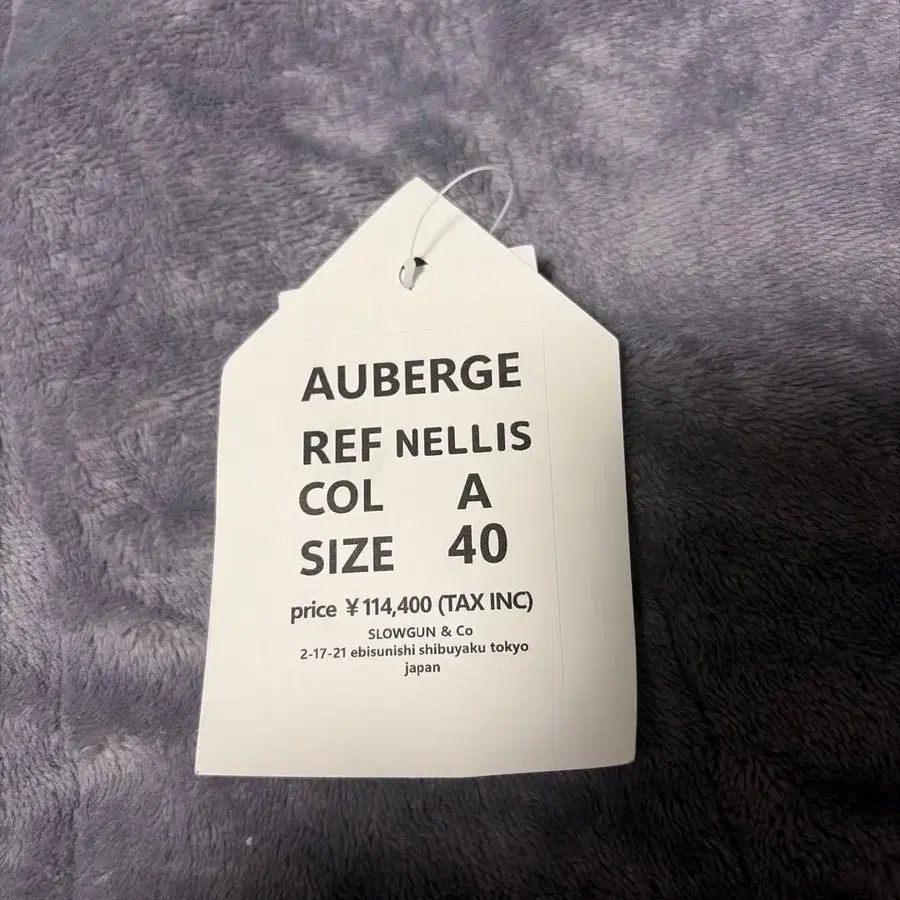 AUBERGE
REF NELLIS
COL A
SIZE 40
price ¥114,400 (TAX INC)
SLOWGUN & Co
2-17-21 ebisunishi shibuyaku tokyo
japan